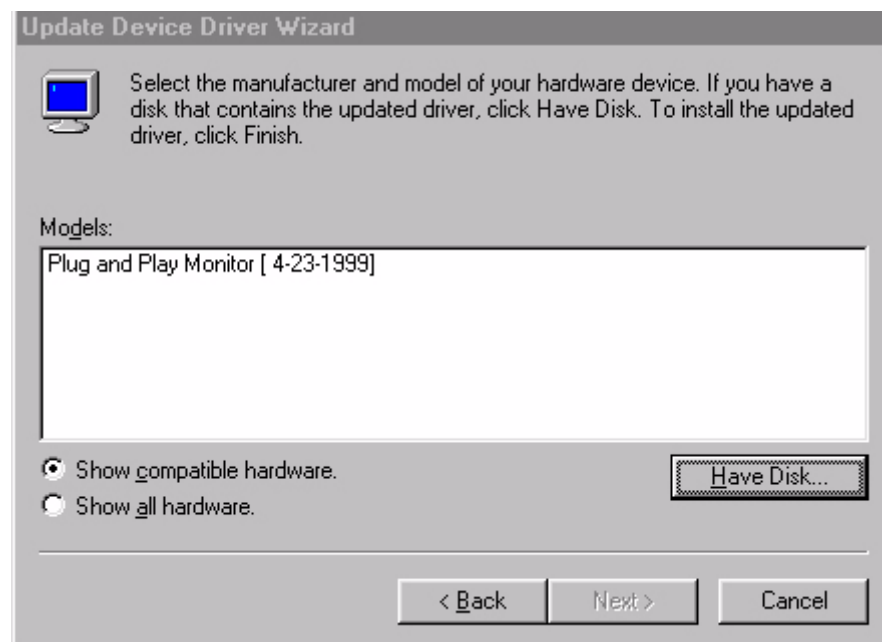 Update Device Driver Wizard
Select the manufacturer and model of your hardware device. If you have a
disk that contains the updated driver, click Have Disk. To install the updated
driver, click Finish.
Models:
Plug and Play Monitor [ 4-23-1999]
Show compatible hardware.
Have Disk...
Show all hardware.
< Back
Next >
Cancel